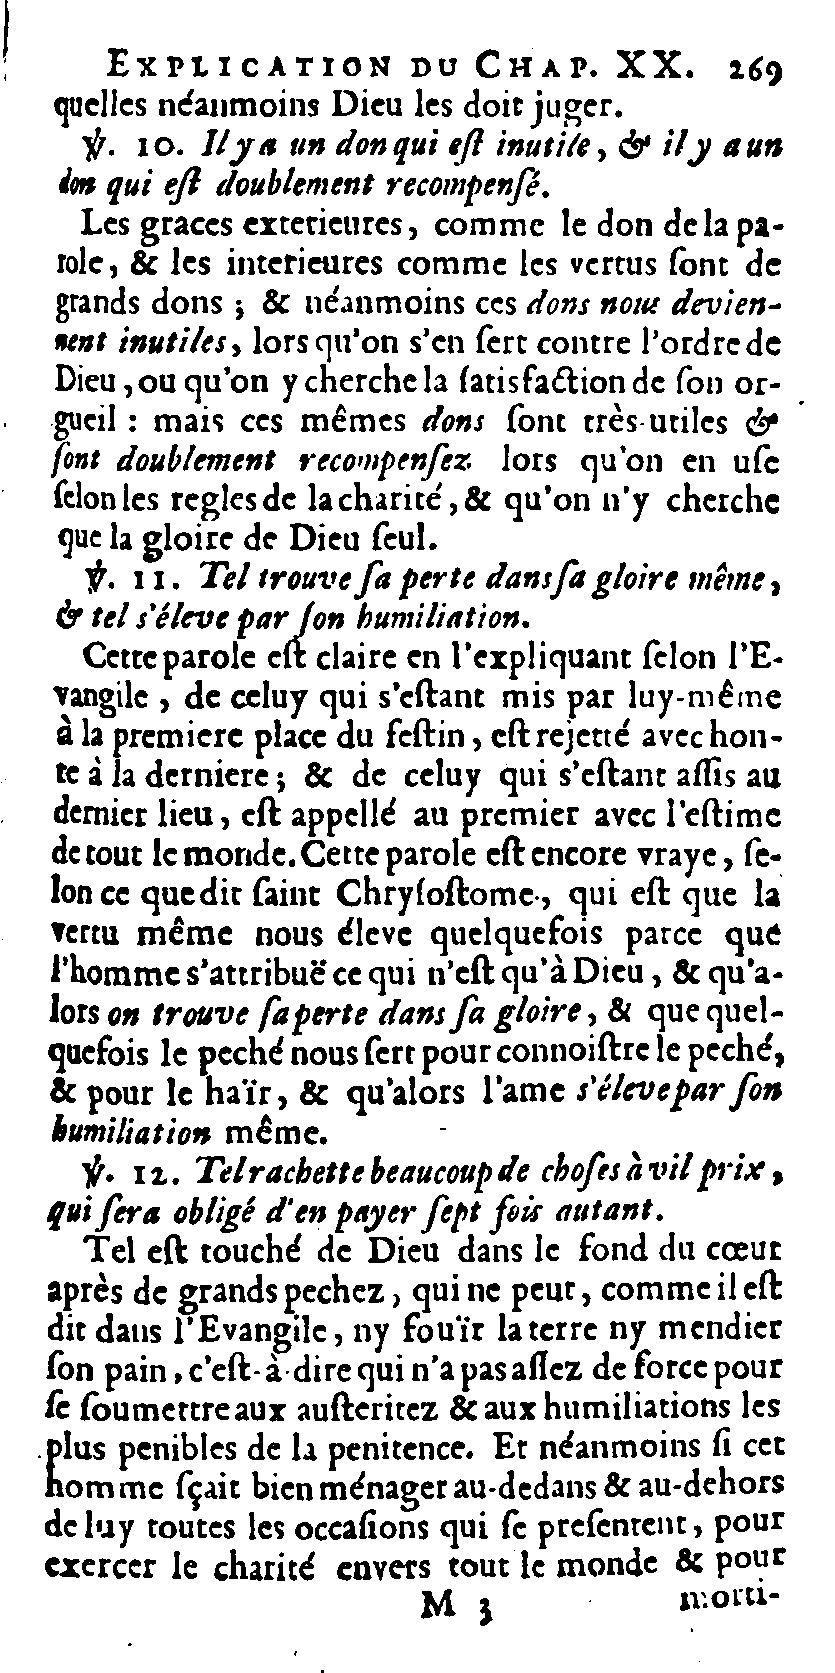 EXPLICATION DU CHAP. XX. 269
quelles néanmoins Dieu les doit juger.
℣. 10. Il y a un don qui eſt inutile, & il y a un
don qui eſt doublement recompenſé.
Les graces exterieures, comme le don de la pa-
role, & les interieures comme les vertus ſont de
grands dons ; & néanmoins ces dons nous devien-
nent inutiles, lors qu'on s'en ſert contre l'ordre de
Dieu, ou qu'on y cherche la ſatisfaction de ſon or-
gueil : mais ces mêmes dons ſont très-utiles &
ſont doublement recompenſez lors qu'on en uſe
ſelon les regles de la charité, & qu'on n'y cherche
que la gloire de Dieu ſeul.
℣. 11. Tel trouve ſa perte dans ſa gloire même,
& tel s'éleve par ſon humiliation.
Cette parole eſt claire en l'expliquant ſelon l'E-
vangile, de celuy qui s'eſtant mis par luy-même
à la premiere place du feſtin, eſt rejetté avec hon-
te à la derniere ; & de celuy qui s'eſtant aſſis au
dernier lieu, eſt appellé au premier avec l'eſtime
de tout le monde. Cette parole eſt encore vraye, ſe-
lon ce que dit ſaint Chryſoſtome, qui eſt que la
vertu même nous éleve quelquefois parce que
l'homme s'attribuë ce qui n'eſt qu'à Dieu, & qu'a-
lors on trouve ſa perte dans ſa gloire, & que quel-
quefois le peché nous ſert pour connoiſtre le peché,
& pour le haïr, & qu'alors l'ame s'éleve par ſon
humiliation même.
℣. 12. Tel rachette beaucoup de choſes à vil prix,
qui ſera obligé d'en payer ſept fois autant.
Tel eſt touché de Dieu dans le fond du cœur
après de grands pechez, qui ne peut, comme il eſt
dit dans l'Evangile, ny fouïr la terre ny mendier
ſon pain, c'eſt-à-dire qui n'a pas aſſez de force pour
ſe ſoumettre aux auſteritez & aux humiliations les
plus penibles de la penitence. Et néanmoins ſi cet
homme ſçait bien ménager au-dedans & au-dehors
de luy toutes les occaſions qui ſe preſentent, pour
exercer le charité envers tout le monde & pour
M 3 morti-